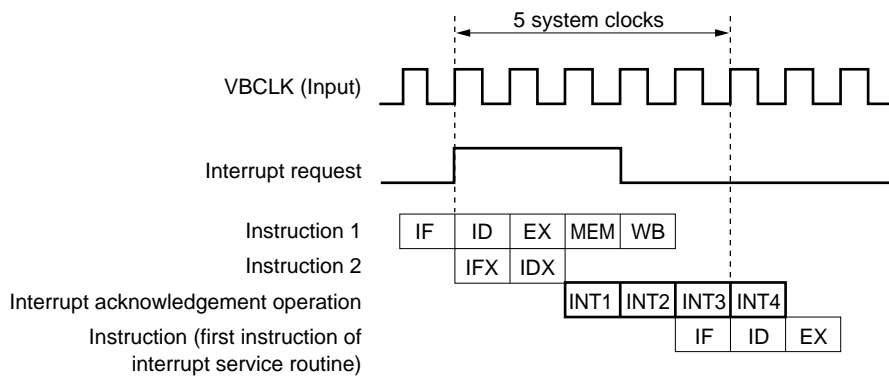 5 system clocks
VBCLK (Input)
Interrupt request
Instruction 1 IF ID EX MEM WB
Instruction 2 IFX IDX
Interrupt acknowledgement operation INT1 INT2 INT3 INT4
Instruction (first instruction of IF ID EX
interrupt service routine)